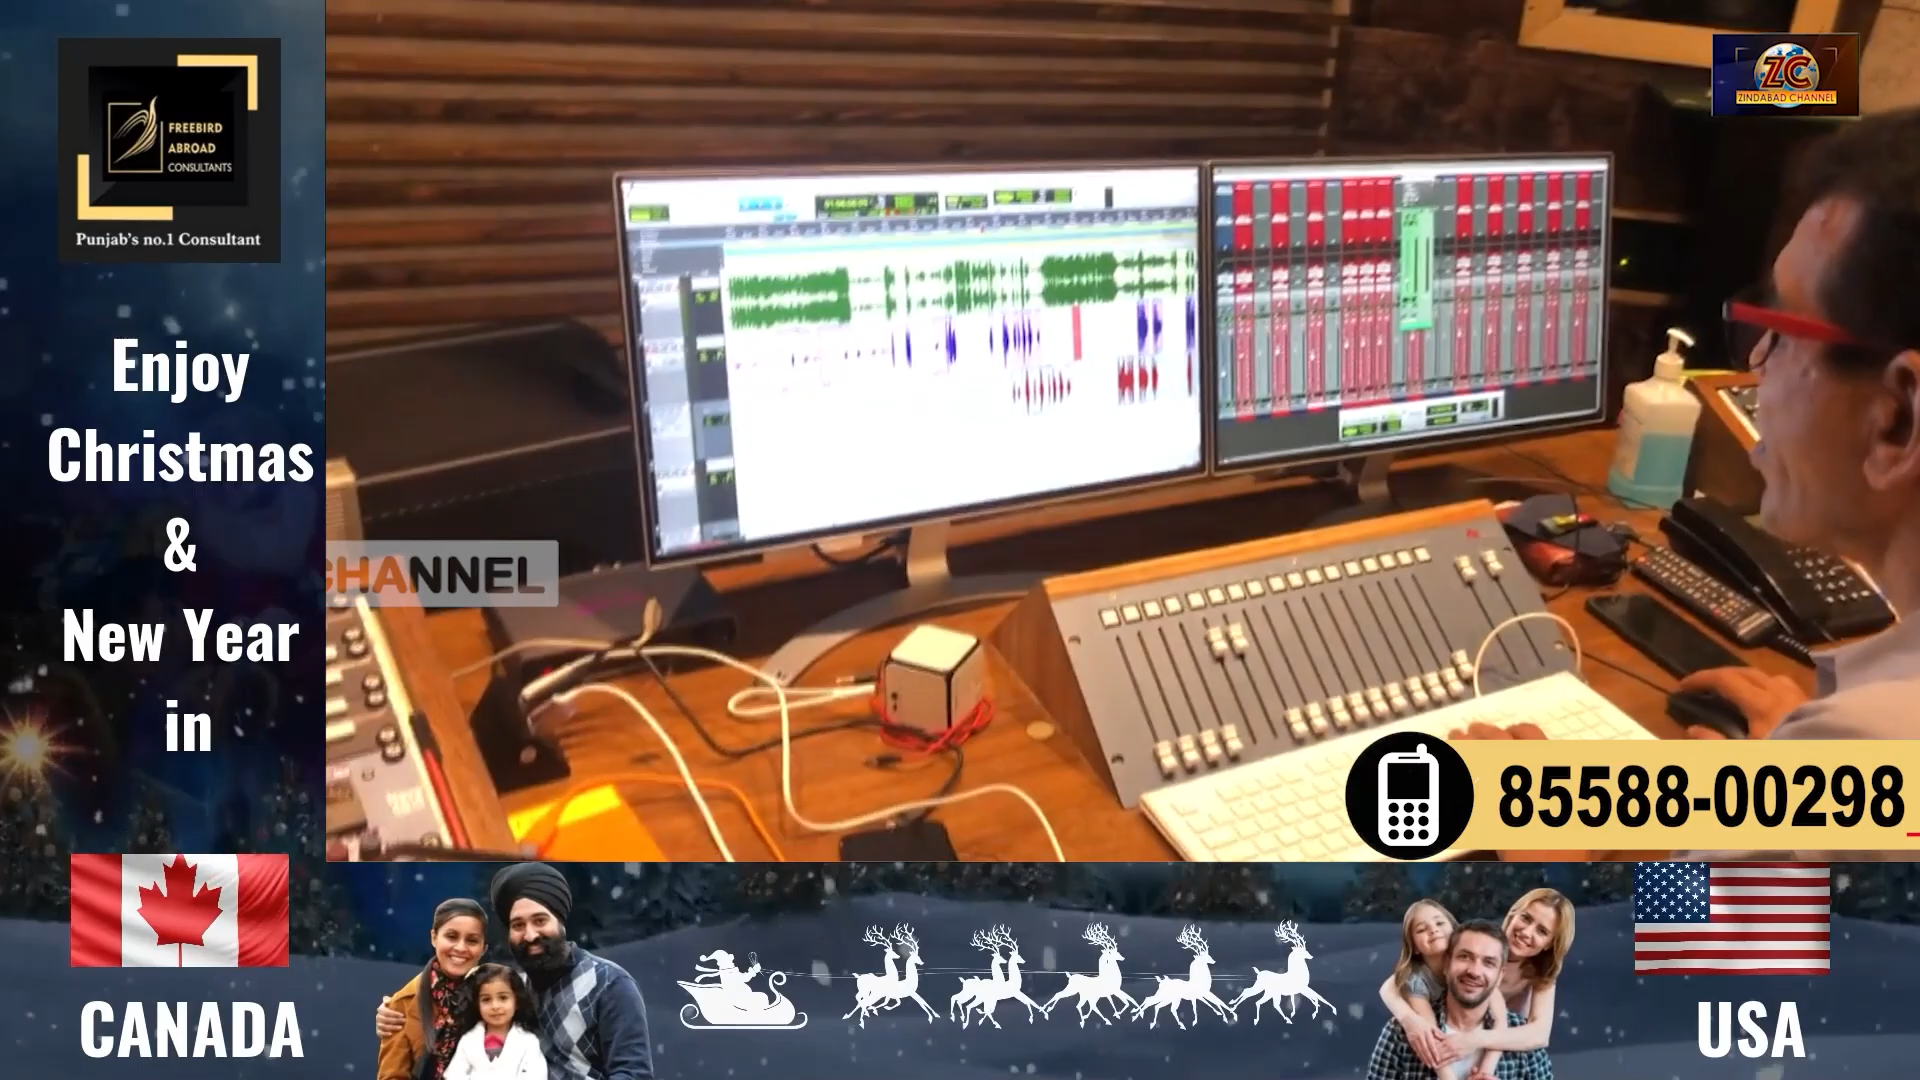 FREEBIRD
ABROAD
CONSULTANTS
Punjab's no.1 Consultant
Enjoy
Christmas
&
New Year
in
CANADA
ZC
ZINDABAD CHANNEL
CHANNEL
85588-00298
USA